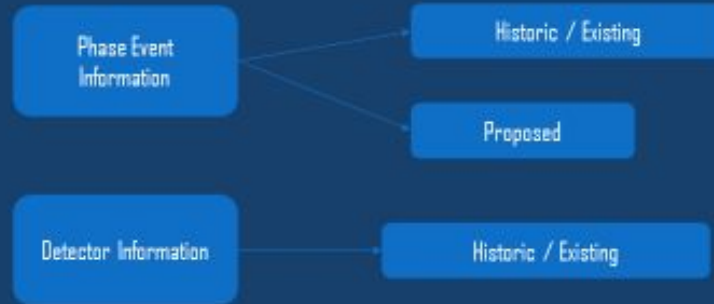 Phase Event
Information
Historic / Existing
Proposed
Detector Information
Historic / Existing